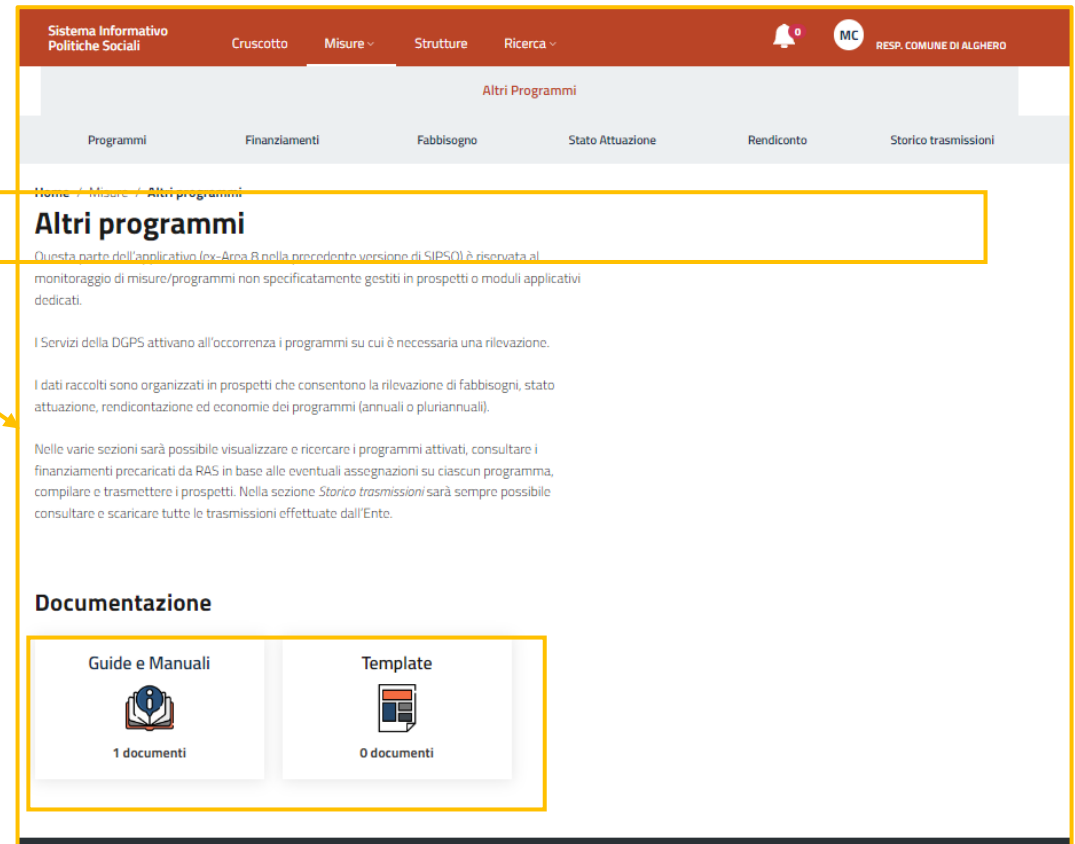 Sistema Informativo
Politiche Sociali
Cruscotto Misure Strutture Ricerca
0
MC
RESP. COMUNE DI ALGHERO
Altri Programmi
Programmi Finanziamenti Fabbisogno Stato Attuazione Rendiconto Storico trasmissioni
Home / Misure / Altri programmi
Altri programmi
Questa parte dell'applicativo (ex-Area 8 nella precedente versione di SIPSO) è riservata al
monitoraggio di misure/programmi non specificatamente gestiti in prospetti o moduli applicativi
dedicati.
I Servizi della DGPS attivano all'occorrenza i programmi su cui è necessaria una rilevazione.
I dati raccolti sono organizzati in prospetti che consentono la rilevazione di fabbisogni, stato
attuazione, rendicontazione ed economie dei programmi (annuali o pluriannuali).
Nelle varie sezioni sarà possibile visualizzare e ricercare i programmi attivati, consultare i
finanziamenti precaricati da RAS in base alle eventuali assegnazioni su ciascun programma,
compilare e trasmettere i prospetti. Nella sezione Storico trasmissioni sarà sempre possibile
consultare e scaricare tutte le trasmissioni effettuate dall'Ente.
Documentazione
Guide e Manuali
1 documenti
Template
0 documenti